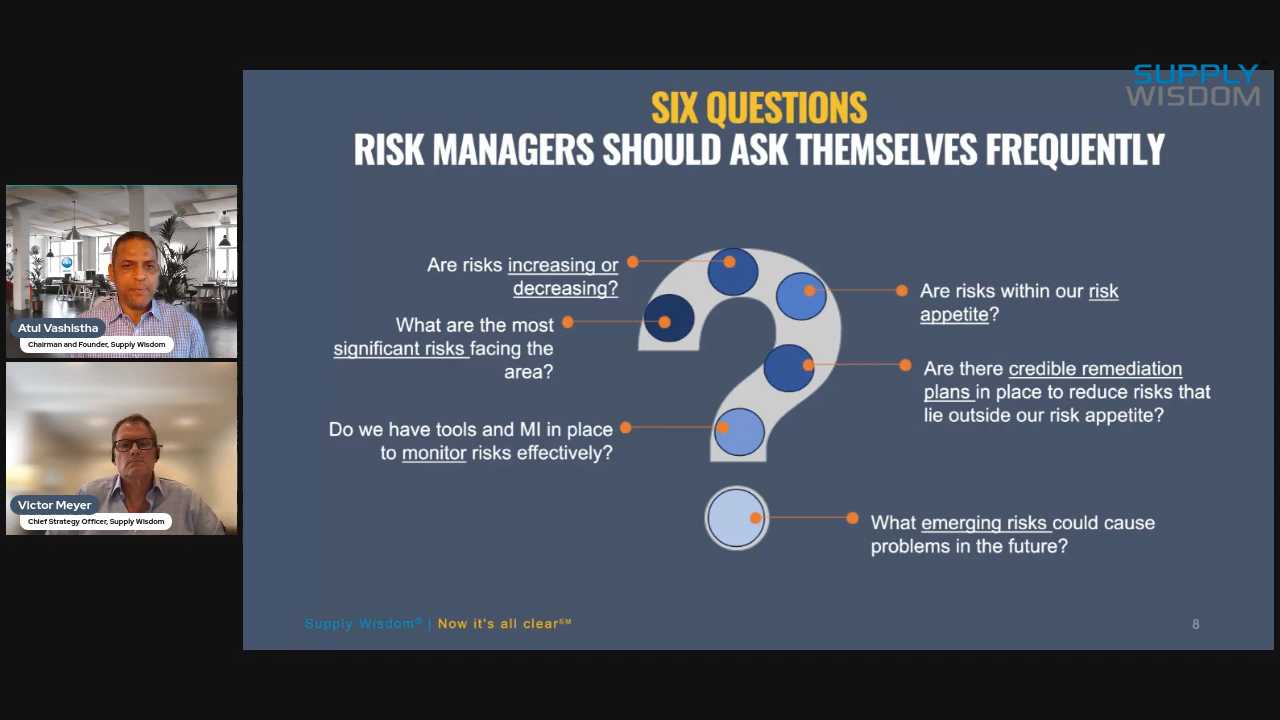 SUPPLY
WISDOM
SIX QUESTIONS
RISK MANAGERS SHOULD ASK THEMSELVES FREQUENTLY
Are risks increasing or
decreasing?
What are the most
significant risks facing the
area?
Do we have tools and MI in place
to monitor risks effectively?
Are risks within our risk
appetite?
Are there credible remediation
plans in place to reduce risks that
lie outside our risk appetite?
What emerging risks could cause
problems in the future?
Supply Wisdom® | Now it's all clear℠
8
Atul Vashistha
Chairman and Founder, Supply Wisdom
Victor Meyer
Chief Strategy Officer, Supply Wisdom